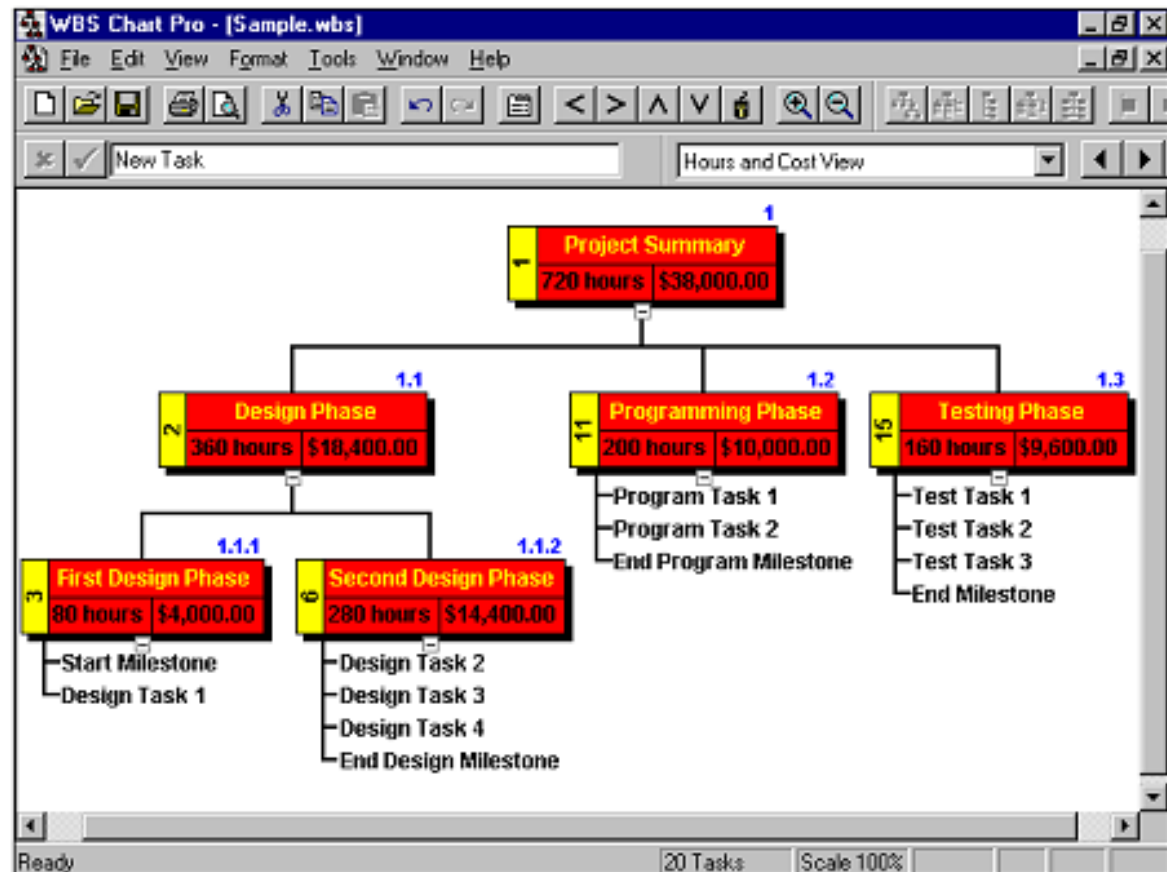 WBS Chart Pro - [Sample.wbs]
File Edit View Format Tools Window Help
New Task
Hours and Cost View
1
1
Project Summary
720 hours $38,000.00
1.1
2
Design Phase
360 hours $18,400.00
1.2
11
Programming Phase
200 hours $10,000.00
Program Task 1
Program Task 2
End Program Milestone
1.3
15
Testing Phase
160 hours $9,600.00
Test Task 1
Test Task 2
Test Task 3
End Milestone
1.1.1
3
First Design Phase
80 hours $4,000.00
Start Milestone
Design Task 1
1.1.2
6
Second Design Phase
280 hours $14,400.00
Design Task 2
Design Task 3
Design Task 4
End Design Milestone
Ready
20 Tasks
Scale 100%